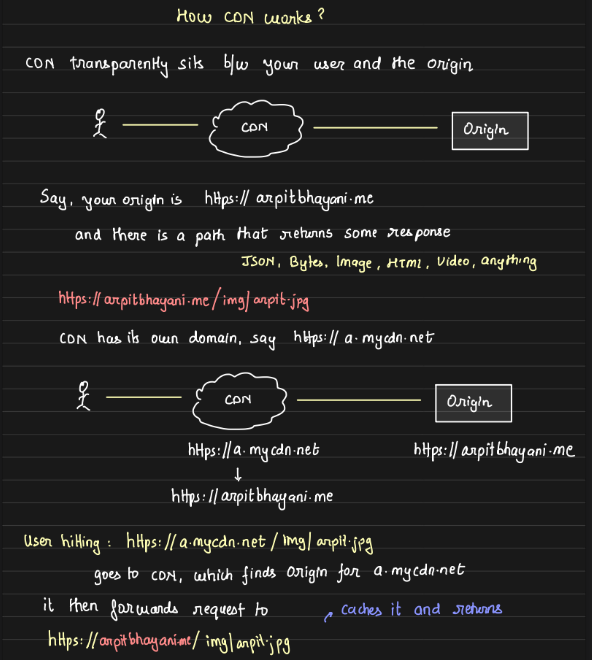 How CDN works?
CDN transparently sits b/w your user and the origin
CDN
Origin
Say, your origin is https://arpitbhayani.me
and there is a path that returns some response
JSON, Bytes, Image, HTML, Video, anything
https://arpitbhayani.me/img/arpit.jpg
CDN has its own domain, say https://a.mycdn.net
CDN
Origin
https://a.mycdn.net
https://arpitbhayani.me
↓
https://arpitbhayani.me
User hitting: https://a.mycdn.net/img/arpit.jpg
goes to CDN, which finds Origin for a.mycdn.net
it then forwards request to
caches it and returns
https://arpitbhayani.me/img/arpit.jpg